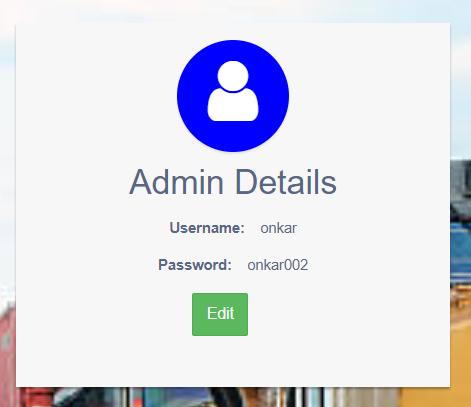 Admin Details
Username: onkar
Password: onkar002
Edit